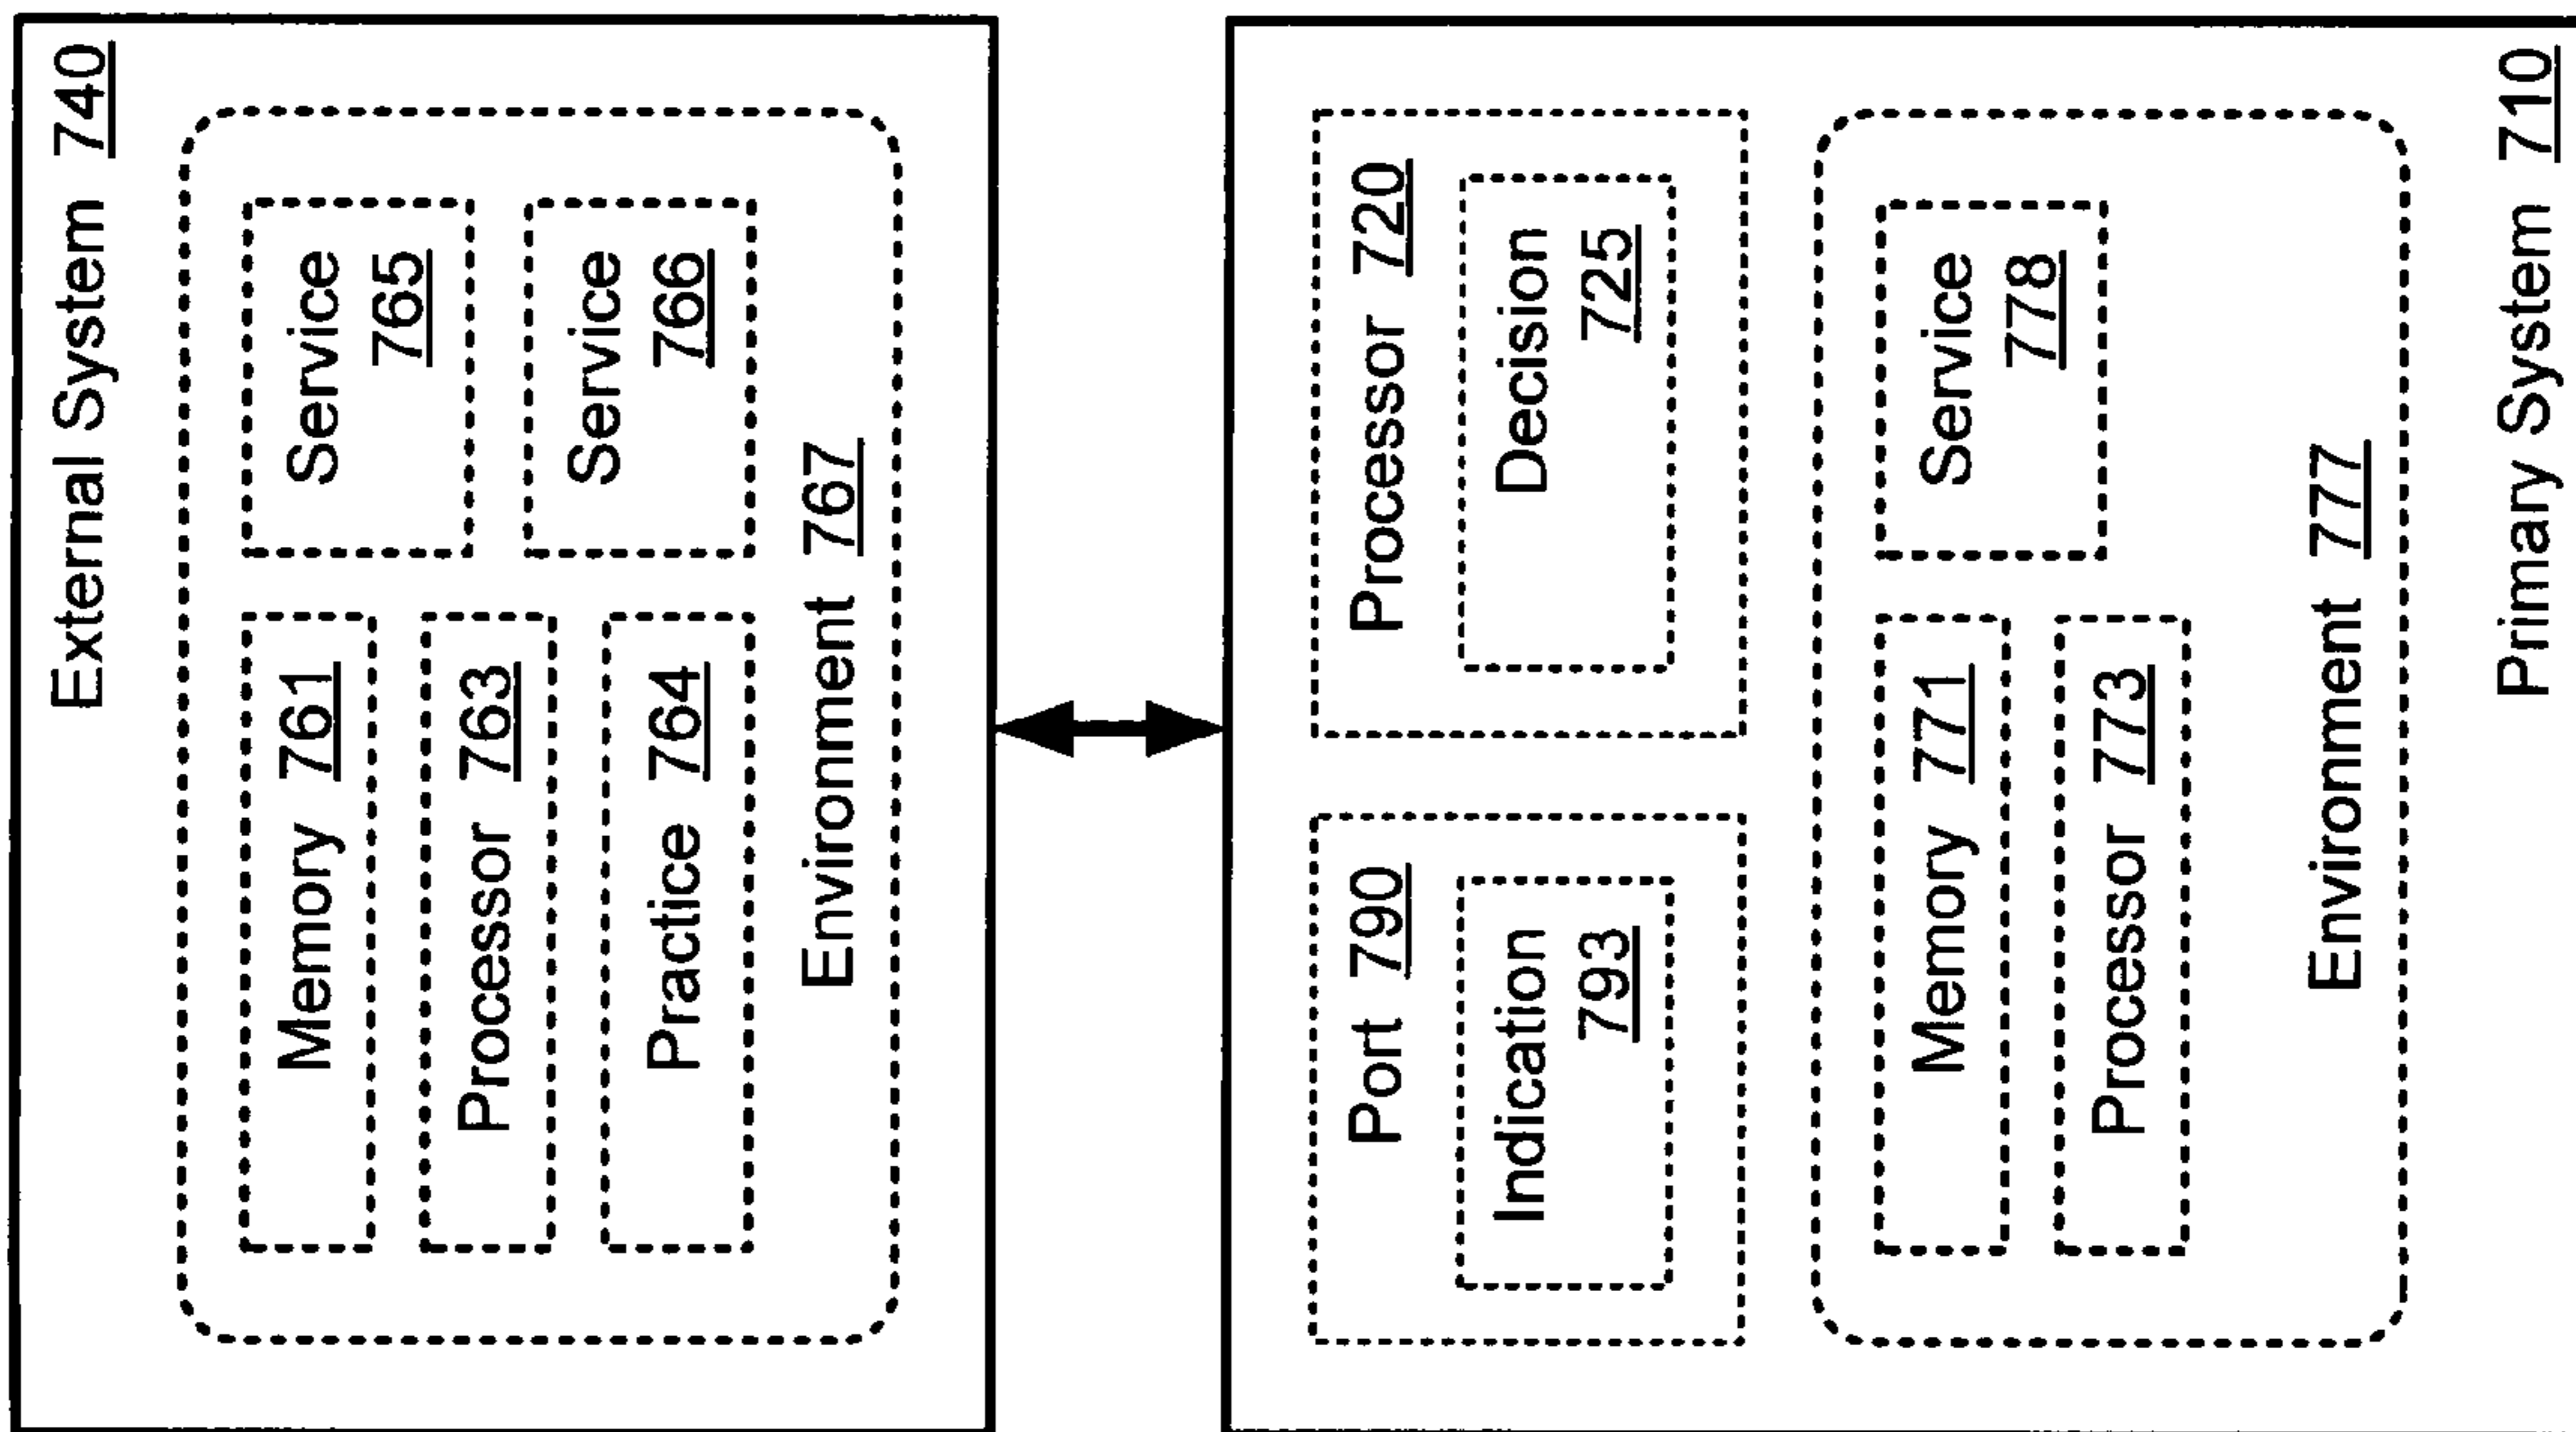 External System 740
Memory 761
Processor 763
Practice 764
Service
765
Service
766
Environment 767
Port 790
Indication
793
Processor 720
Decision
725
Memory 771
Processor 773
Service
778
Environment 777
Primary System 710